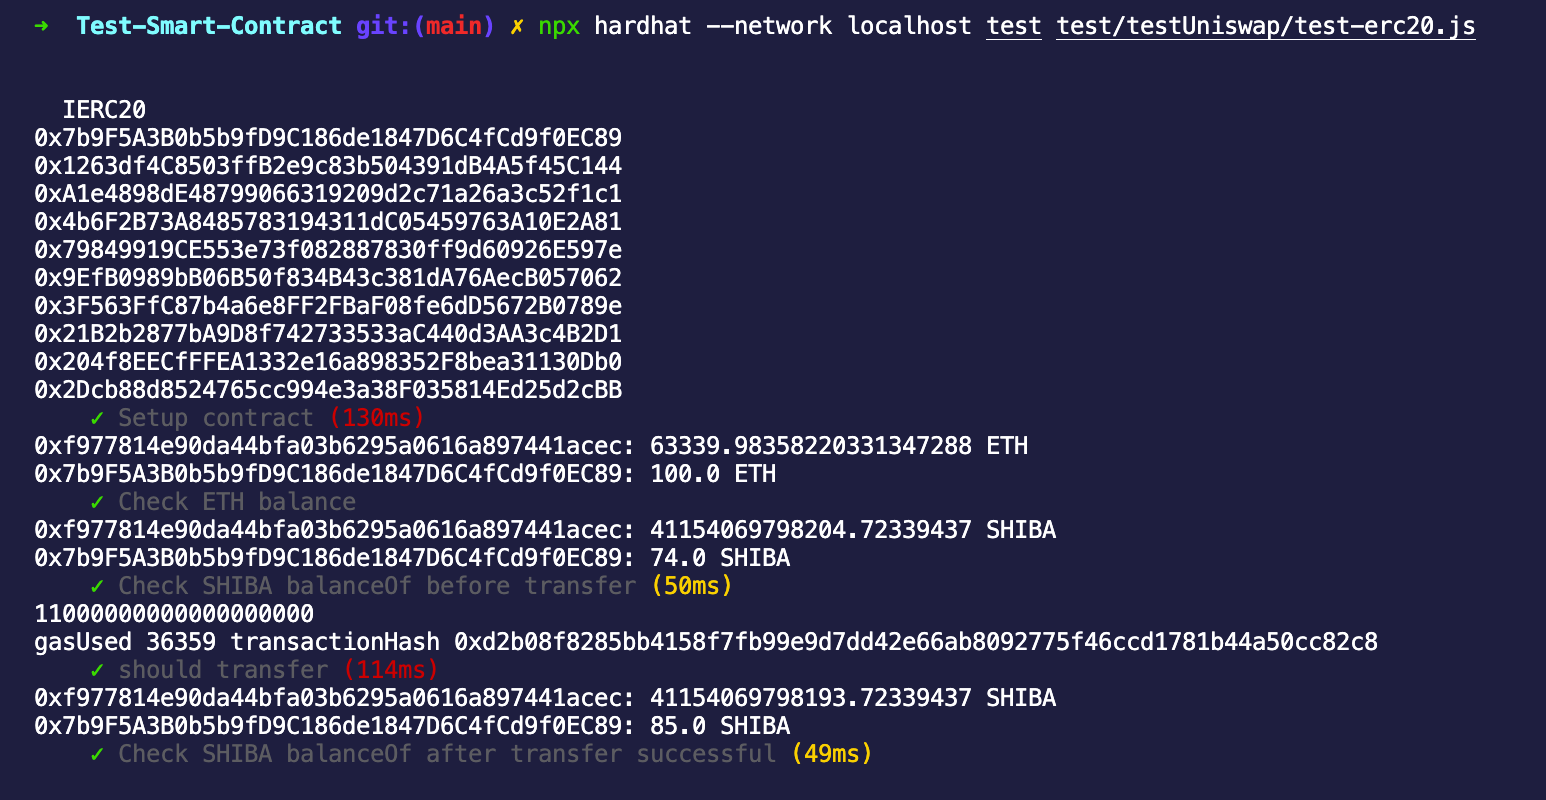 ➜ Test-Smart-Contract git:(main) ✗ npx hardhat --network localhost test test/testUniswap/test-erc20.js
IERC20
0x7b9F5A3B0b5b9fD9C186de1847D6C4fCd9f0EC89
0x1263df4C8503ffB2e9c83b504391dB4A5f45C144
0xA1e4898dE48799066319209d2c71a26a3c52f1c1
0x4b6F2B73A8485783194311dC05459763A10E2A81
0x79849919CE553e73f082887830ff9d60926E597e
0x9EfB0989bB06B50f834B43c381dA76AecB057062
0x3F563FfC87b4a6e8FF2FBaF08fe6dD5672B0789e
0x21B2b2877bA9D8f742733533aC440d3AA3c4B2D1
0x204f8EECfFFEA1332e16a898352F8bea31130Db0
0x2Dcb88d8524765cc994e3a38F035814Ed25d2cBB
✓ Setup contract (130ms)
0xf977814e90da44bfa03b6295a0616a897441acec: 63339.98358220331347288 ETH
0x7b9F5A3B0b5b9fD9C186de1847D6C4fCd9f0EC89: 100.0 ETH
✓ Check ETH balance
0xf977814e90da44bfa03b6295a0616a897441acec: 41154069798204.72339437 SHIBA
0x7b9F5A3B0b5b9fD9C186de1847D6C4fCd9f0EC89: 74.0 SHIBA
✓ Check SHIBA balanceOf before transfer (50ms)
11000000000000000000
gasUsed 36359 transactionHash 0xd2b08f8285bb4158f7fb99e9d7dd42e66ab8092775f46ccd1781b44a50cc82c8
✓ should transfer (114ms)
0xf977814e90da44bfa03b6295a0616a897441acec: 41154069798193.72339437 SHIBA
0x7b9F5A3B0b5b9fD9C186de1847D6C4fCd9f0EC89: 85.0 SHIBA
✓ Check SHIBA balanceOf after transfer successful (49ms)